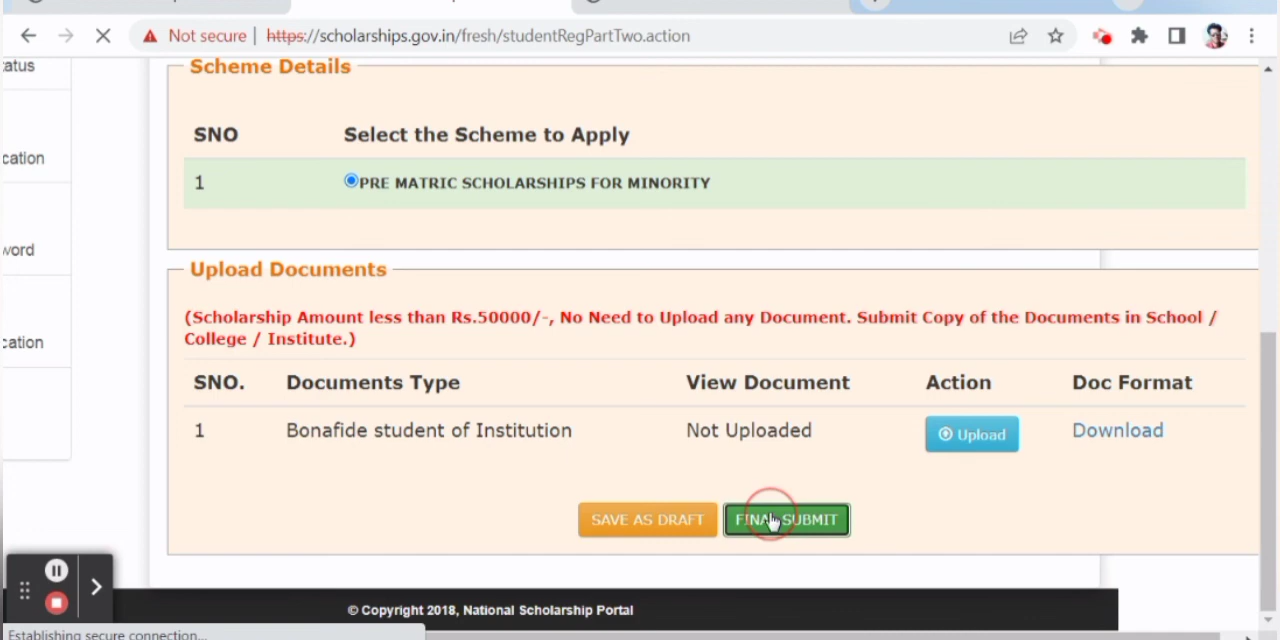 Not secure | https://scholarships.gov.in/fresh/studentRegPartTwo.action
atus
Scheme Details
SNO Select the Scheme to Apply
cation
1 PRE MATRIC SCHOLARSHIPS FOR MINORITY
word
Upload Documents
(Scholarship Amount less than Rs.50000/-, No Need to Upload any Document. Submit Copy of the Documents in School /
College / Institute.)
cation
SNO. Documents Type View Document Action Doc Format
1 Bonafide student of Institution Not Uploaded Upload Download
SAVE AS DRAFT FINAL SUBMIT
© Copyright 2018, National Scholarship Portal
Establishing secure connection...